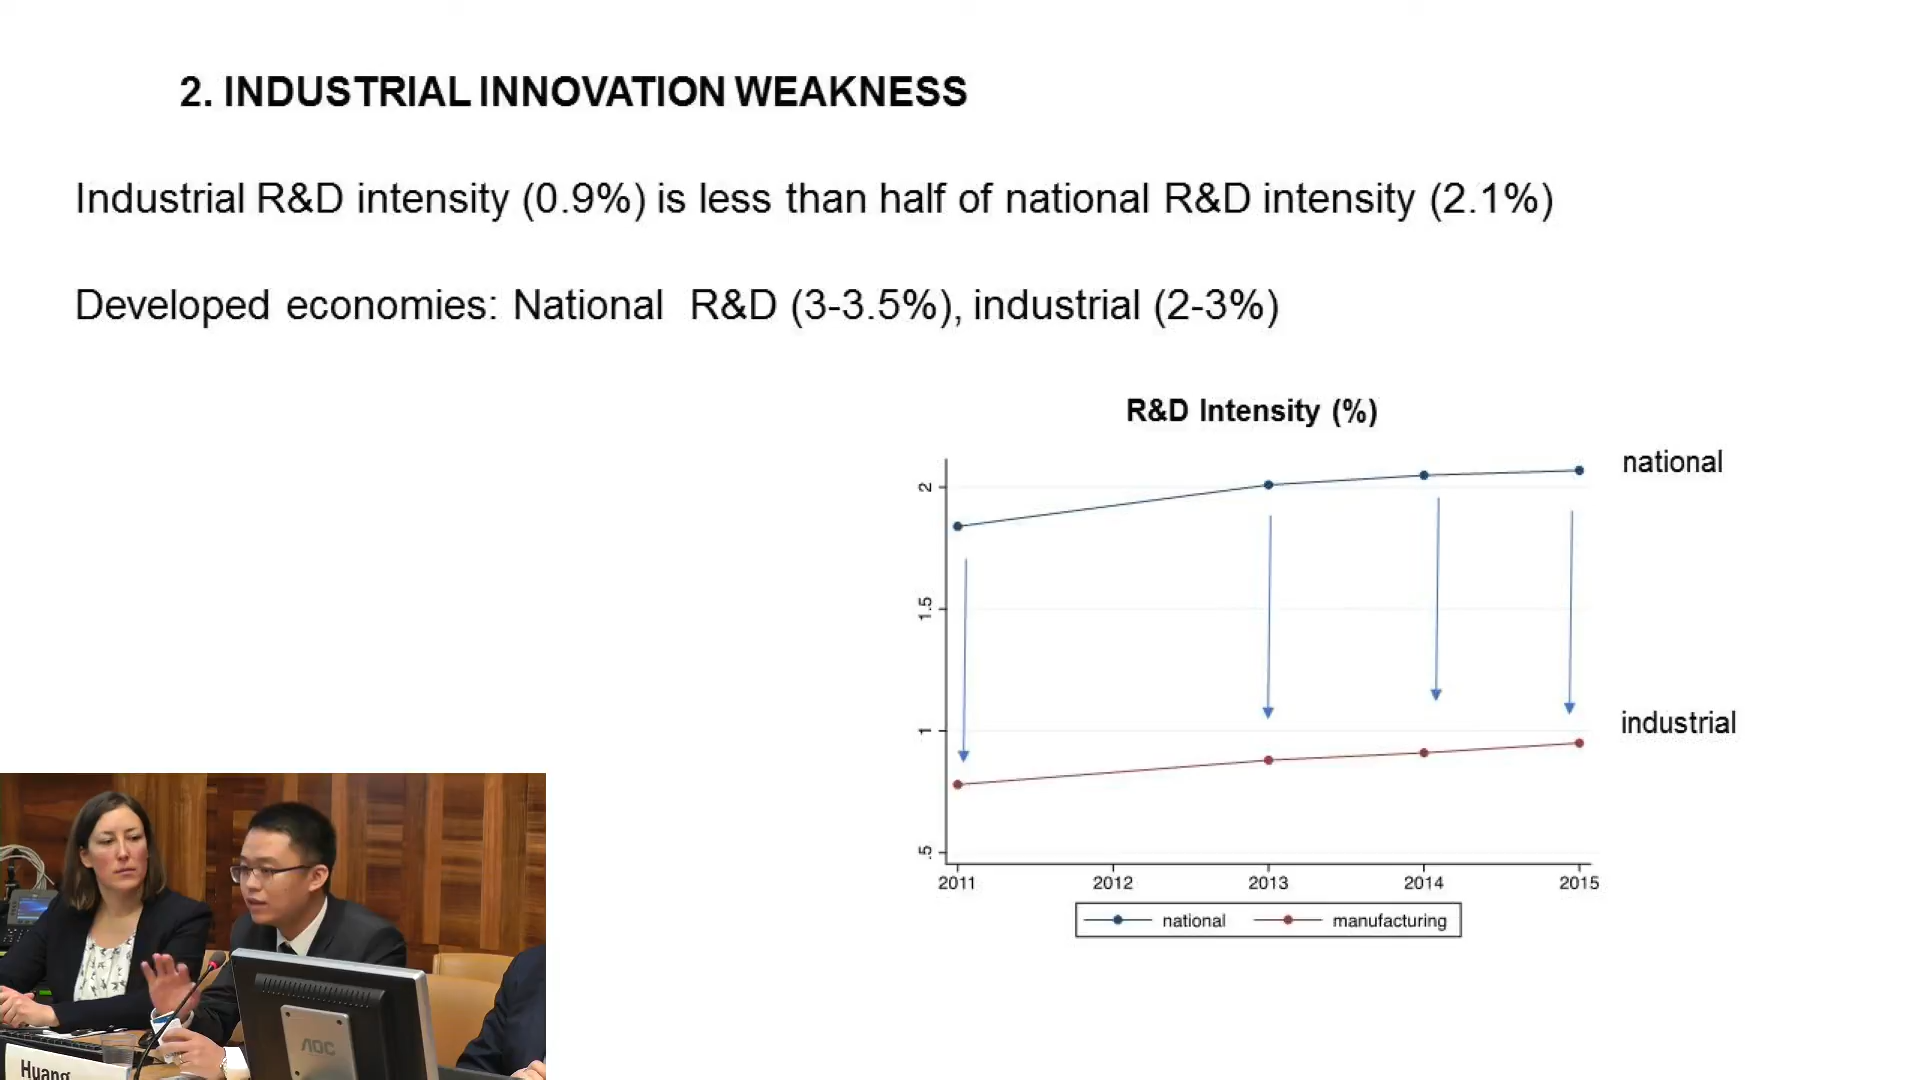 2. INDUSTRIAL INNOVATION WEAKNESS
Industrial R&D intensity (0.9%) is less than half of national R&D intensity (2.1%)
Developed economies: National R&D (3-3.5%), industrial (2-3%)
R&D Intensity (%)
national
2
1.5
industrial
1
.5
2011 2012 2013 2014 2015
national manufacturing
AOC
Huang